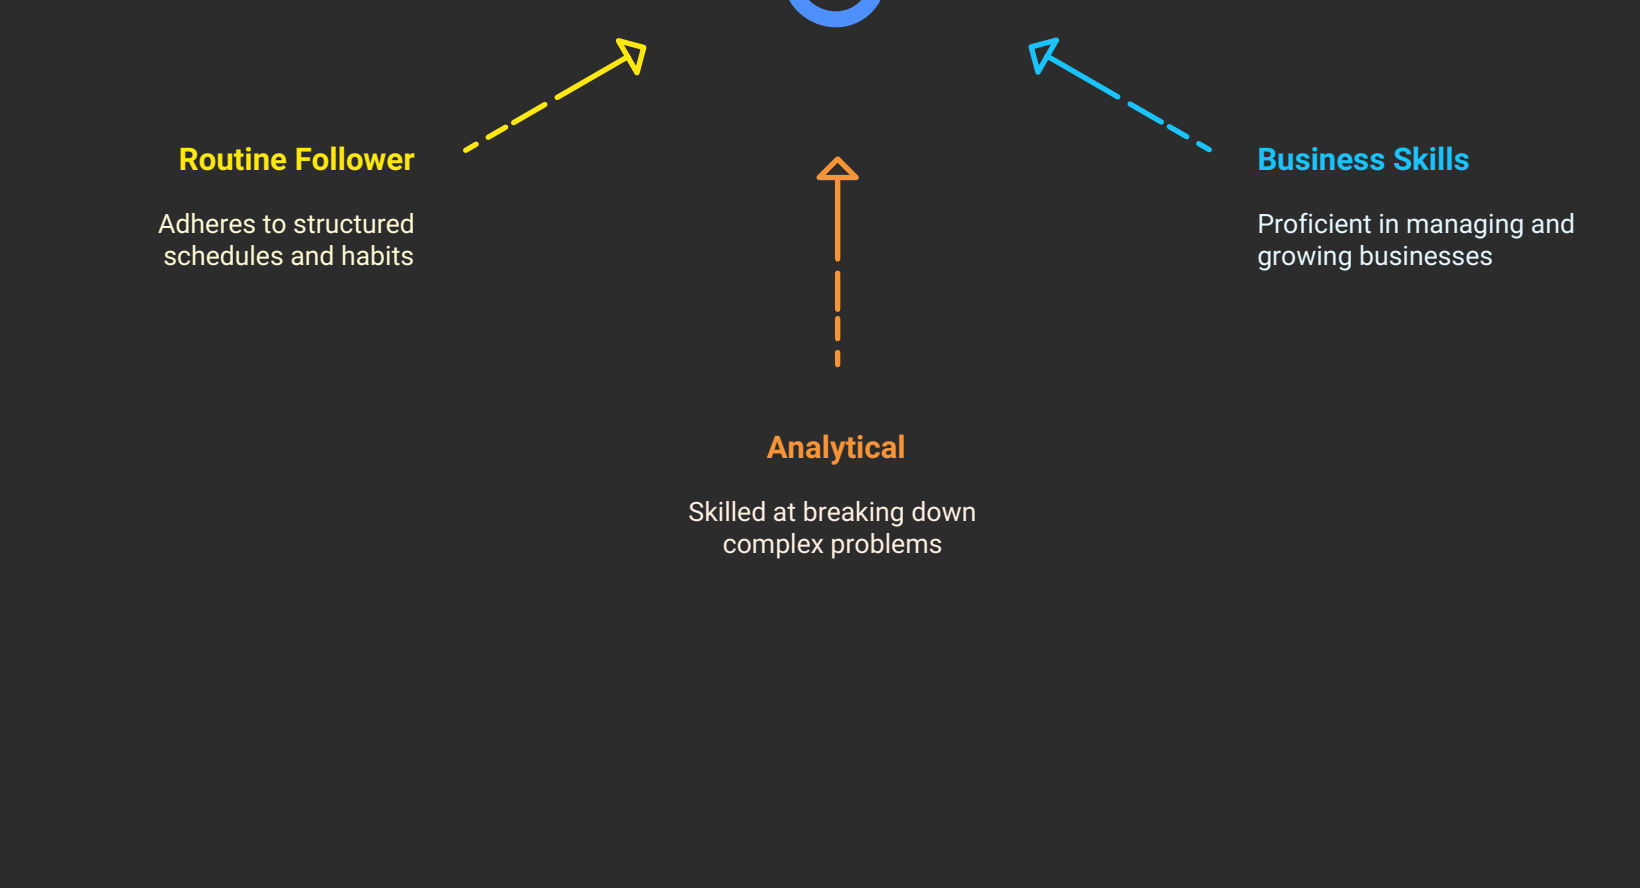 Routine Follower
Adheres to structured
schedules and habits
Business Skills
Proficient in managing and
growing businesses
Analytical
Skilled at breaking down
complex problems